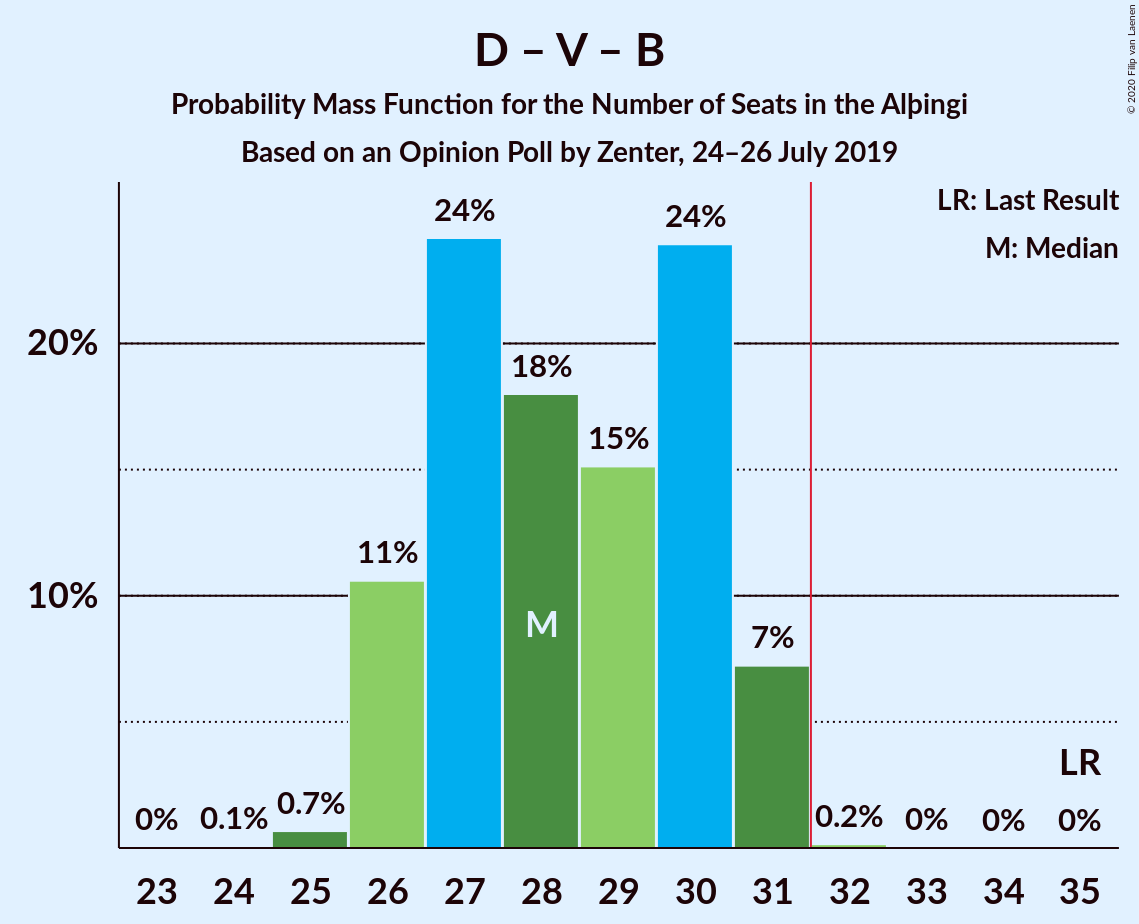 D – V – B
Probability Mass Function for the Number of Seats in the Alþingi
Based on an Opinion Poll by Zenter, 24–26 July 2019
© 2020 Filip van Laenen
LR: Last Result
M: Median
20%
10%
0%
0.1%
0.7%
11%
24%
18%
M
15%
24%
7%
0.2%
0%
0%
LR
0%
23 24 25 26 27 28 29 30 31 32 33 34 35